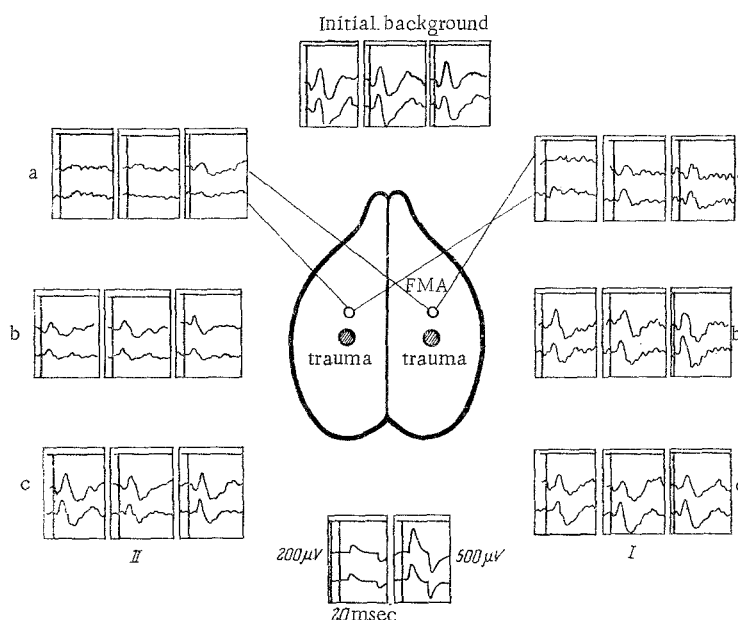 Initial background
a
FMA
trauma trauma
b
b
c
II
I
200μV
500μV
20msec